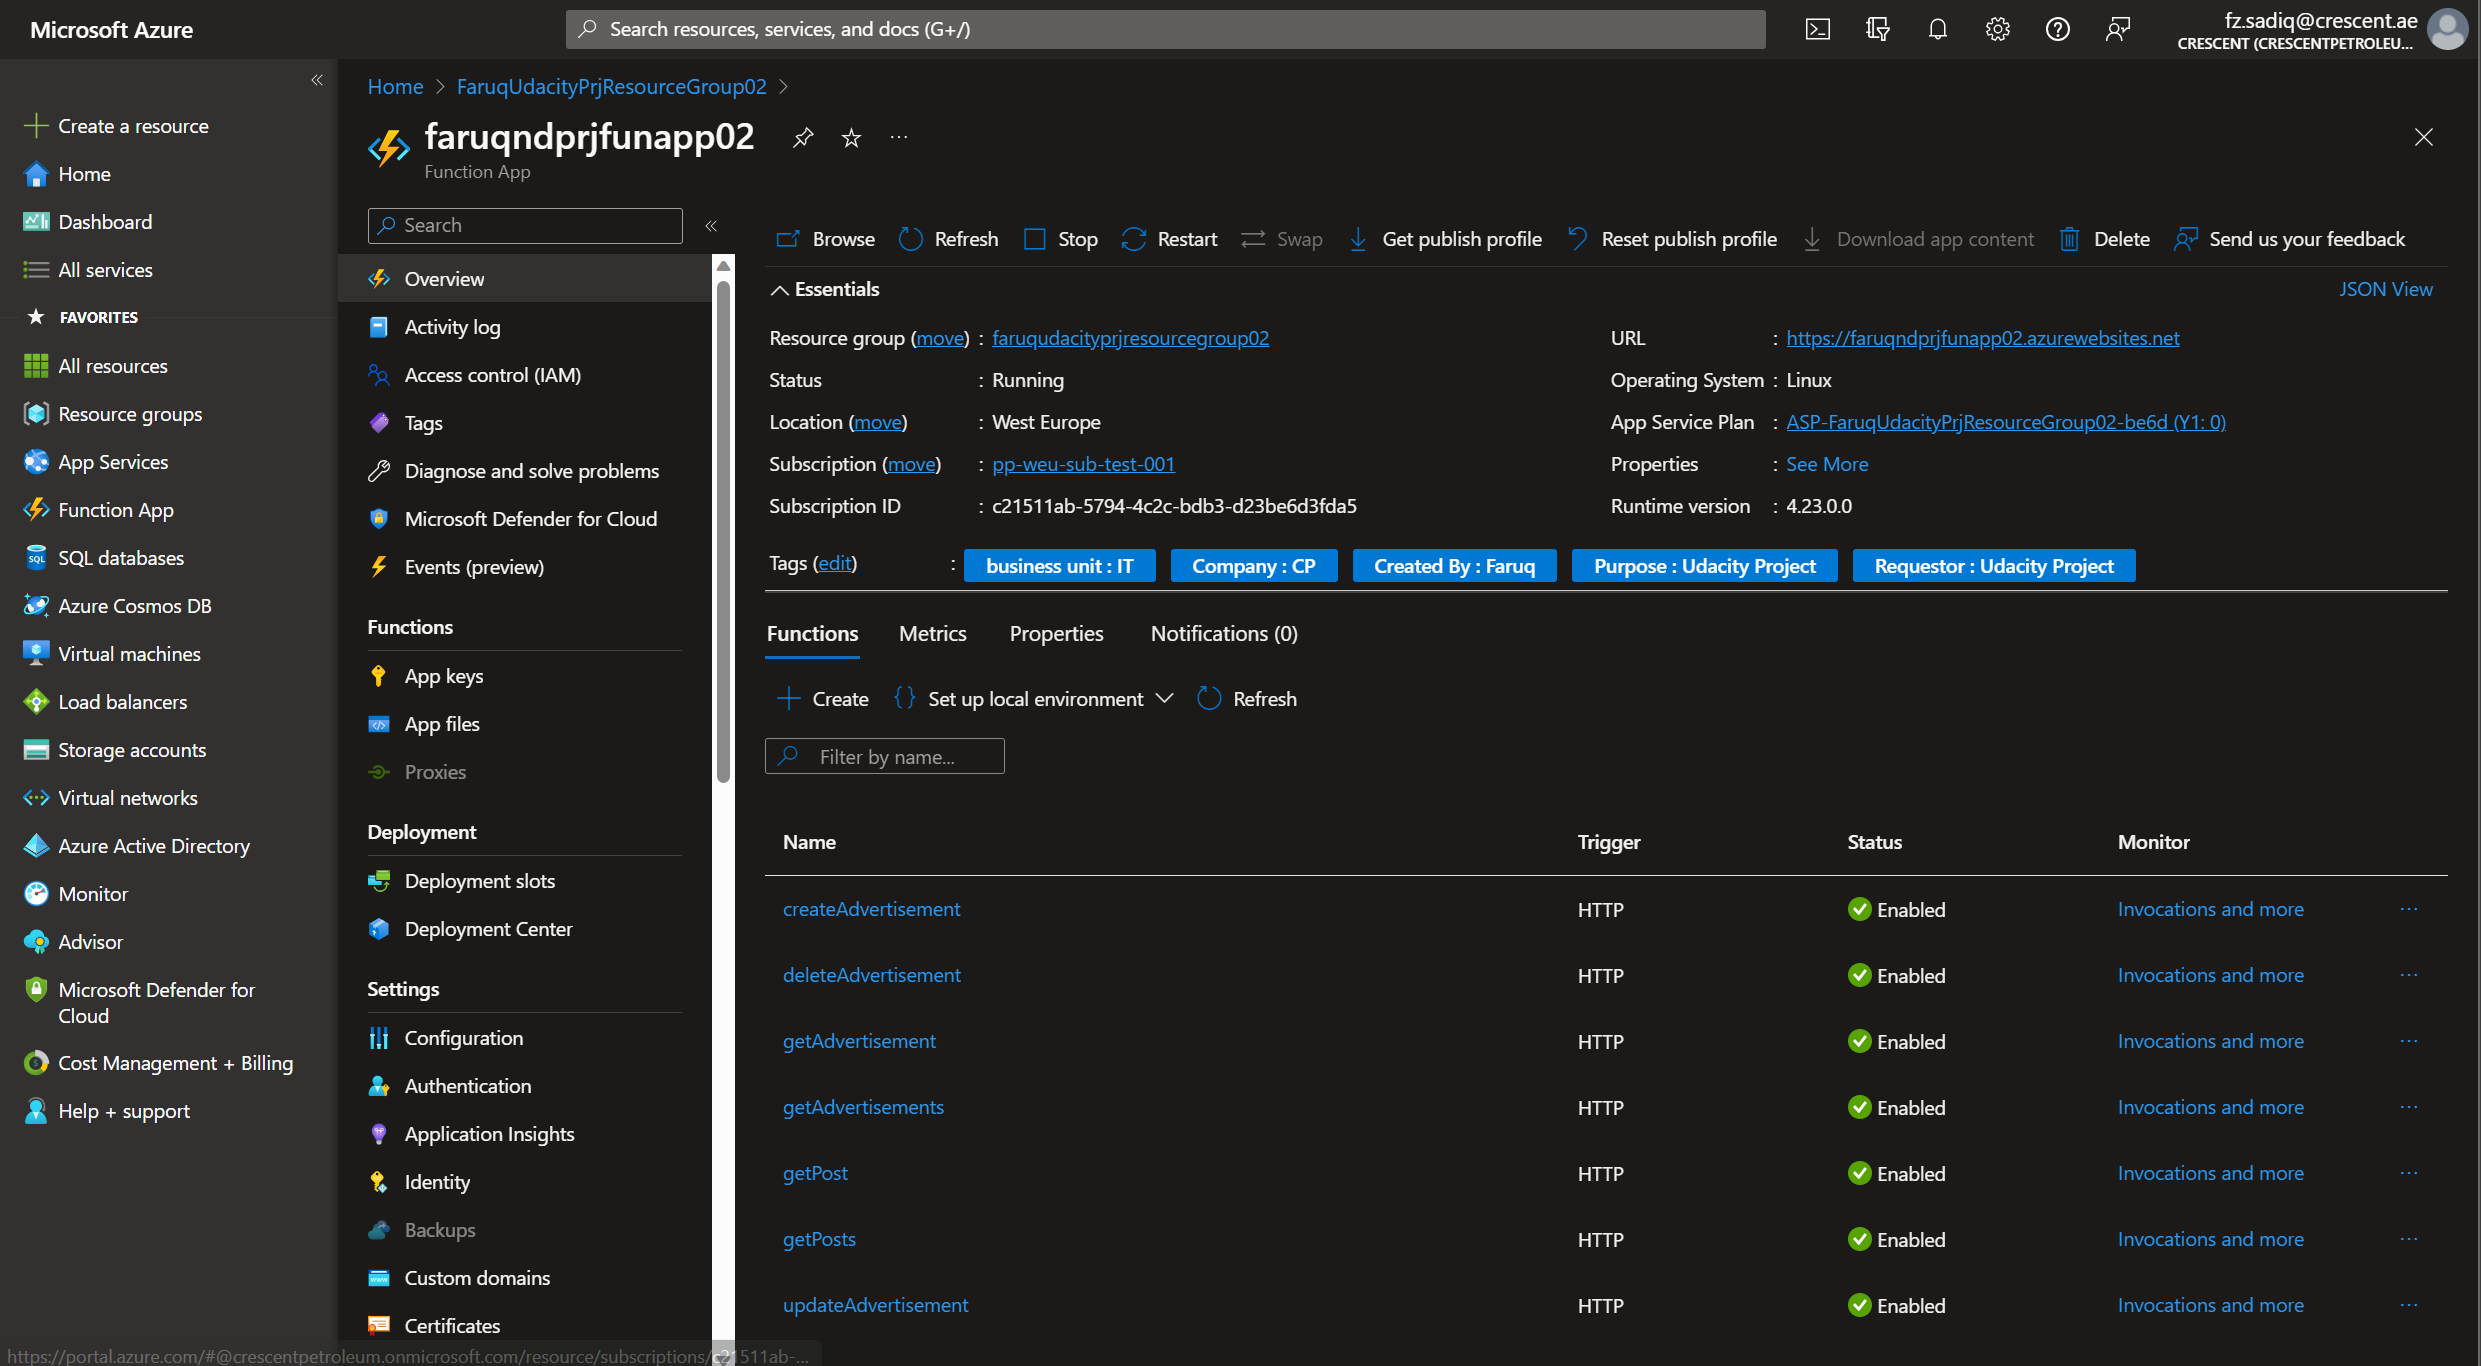 Microsoft Azure
Search resources, services, and docs (G+/)
fz.sadiq@crescent.ae
CRESCENT (CRESCENTPETROLEU...
Create a resource
Home
Dashboard
All services
FAVORITES
All resources
Resource groups
App Services
Function App
SQL databases
Azure Cosmos DB
Virtual machines
Load balancers
Storage accounts
Virtual networks
Azure Active Directory
Monitor
Advisor
Microsoft Defender for
Cloud
Cost Management + Billing
Help + support
Home > FaruqUdacityPrjResourceGroup02 >
faruqndprjfunapp02
Function App
Search
Overview
Activity log
Access control (IAM)
Tags
Diagnose and solve problems
Microsoft Defender for Cloud
Events (preview)
Functions
App keys
App files
Proxies
Deployment
Deployment slots
Deployment Center
Settings
Configuration
Authentication
Application Insights
Identity
Backups
Custom domains
Certificates
Browse Refresh Stop Restart Swap Get publish profile Reset publish profile Download app content Delete Send us your feedback
Essentials
JSON View
Resource group (move) : faruqudacityprjresourcegroup02
Status : Running
Location (move) : West Europe
Subscription (move) : pp-weu-sub-test-001
Subscription ID : c21511ab-5794-4c2c-bdb3-d23be6d3fda5
URL : https://faruqndprjfunapp02.azurewebsites.net
Operating System : Linux
App Service Plan : ASP-FaruqUdacityPrjResourceGroup02-be6d (Y1: 0)
Properties : See More
Runtime version : 4.23.0.0
Tags (edit) : business unit : IT Company : CP Created By : Faruq Purpose : Udacity Project Requestor : Udacity Project
Functions Metrics Properties Notifications (0)
Create Set up local environment Refresh
Filter by name...
Name Trigger Status Monitor
createAdvertisement HTTP Enabled Invocations and more ...
deleteAdvertisement HTTP Enabled Invocations and more ...
getAdvertisement HTTP Enabled Invocations and more ...
getAdvertisements HTTP Enabled Invocations and more ...
getPost HTTP Enabled Invocations and more ...
getPosts HTTP Enabled Invocations and more ...
updateAdvertisement HTTP Enabled Invocations and more ...
https://portal.azure.com/#@crescentpetroleum.onmicrosoft.com/resource/subscriptions/c21511ab-...